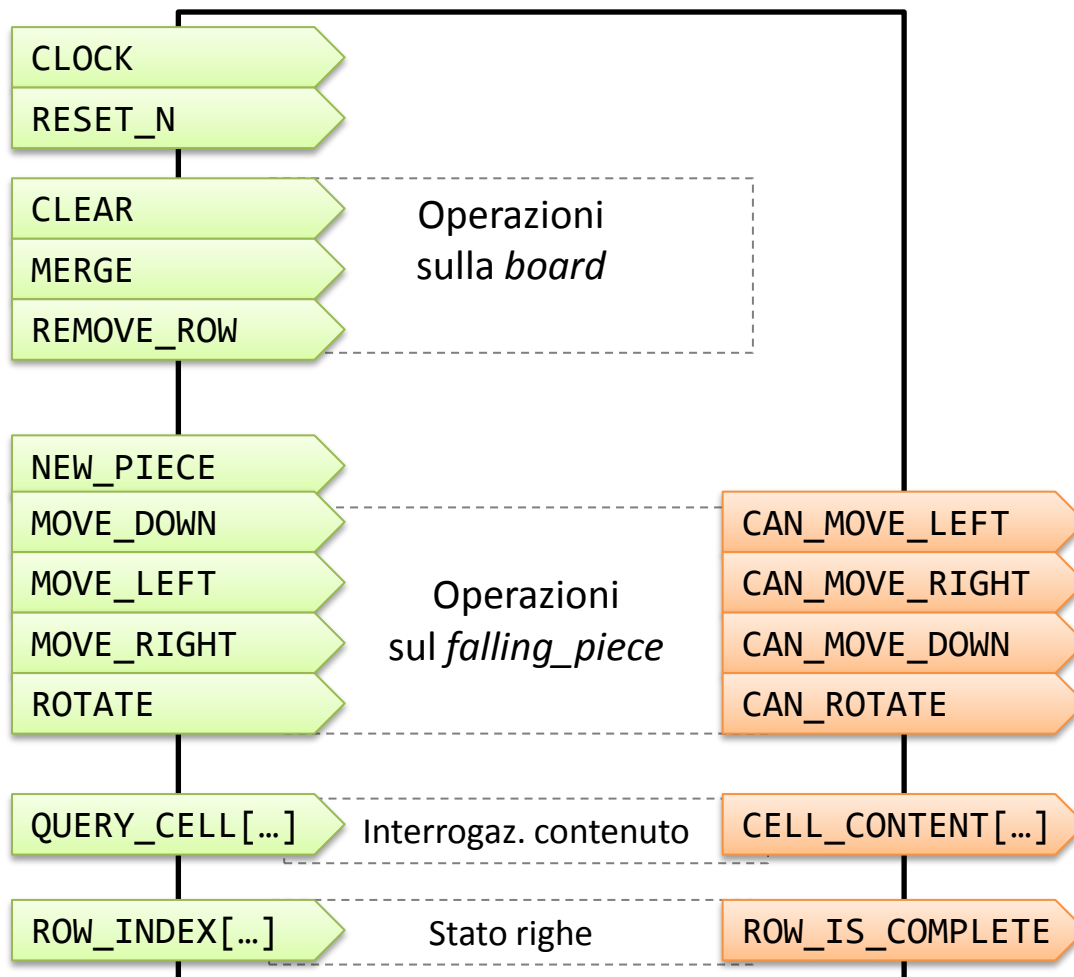 CLOCK
RESET_N
CLEAR
MERGE
REMOVE_ROW
Operazioni
sulla board
NEW_PIECE
MOVE_DOWN
MOVE_LEFT
MOVE_RIGHT
ROTATE
Operazioni
sul falling_piece
CAN_MOVE_LEFT
CAN_MOVE_RIGHT
CAN_MOVE_DOWN
CAN_ROTATE
QUERY_CELL[…]
Interrogaz. contenuto
CELL_CONTENT[…]
ROW_INDEX[…]
Stato righe
ROW_IS_COMPLETE